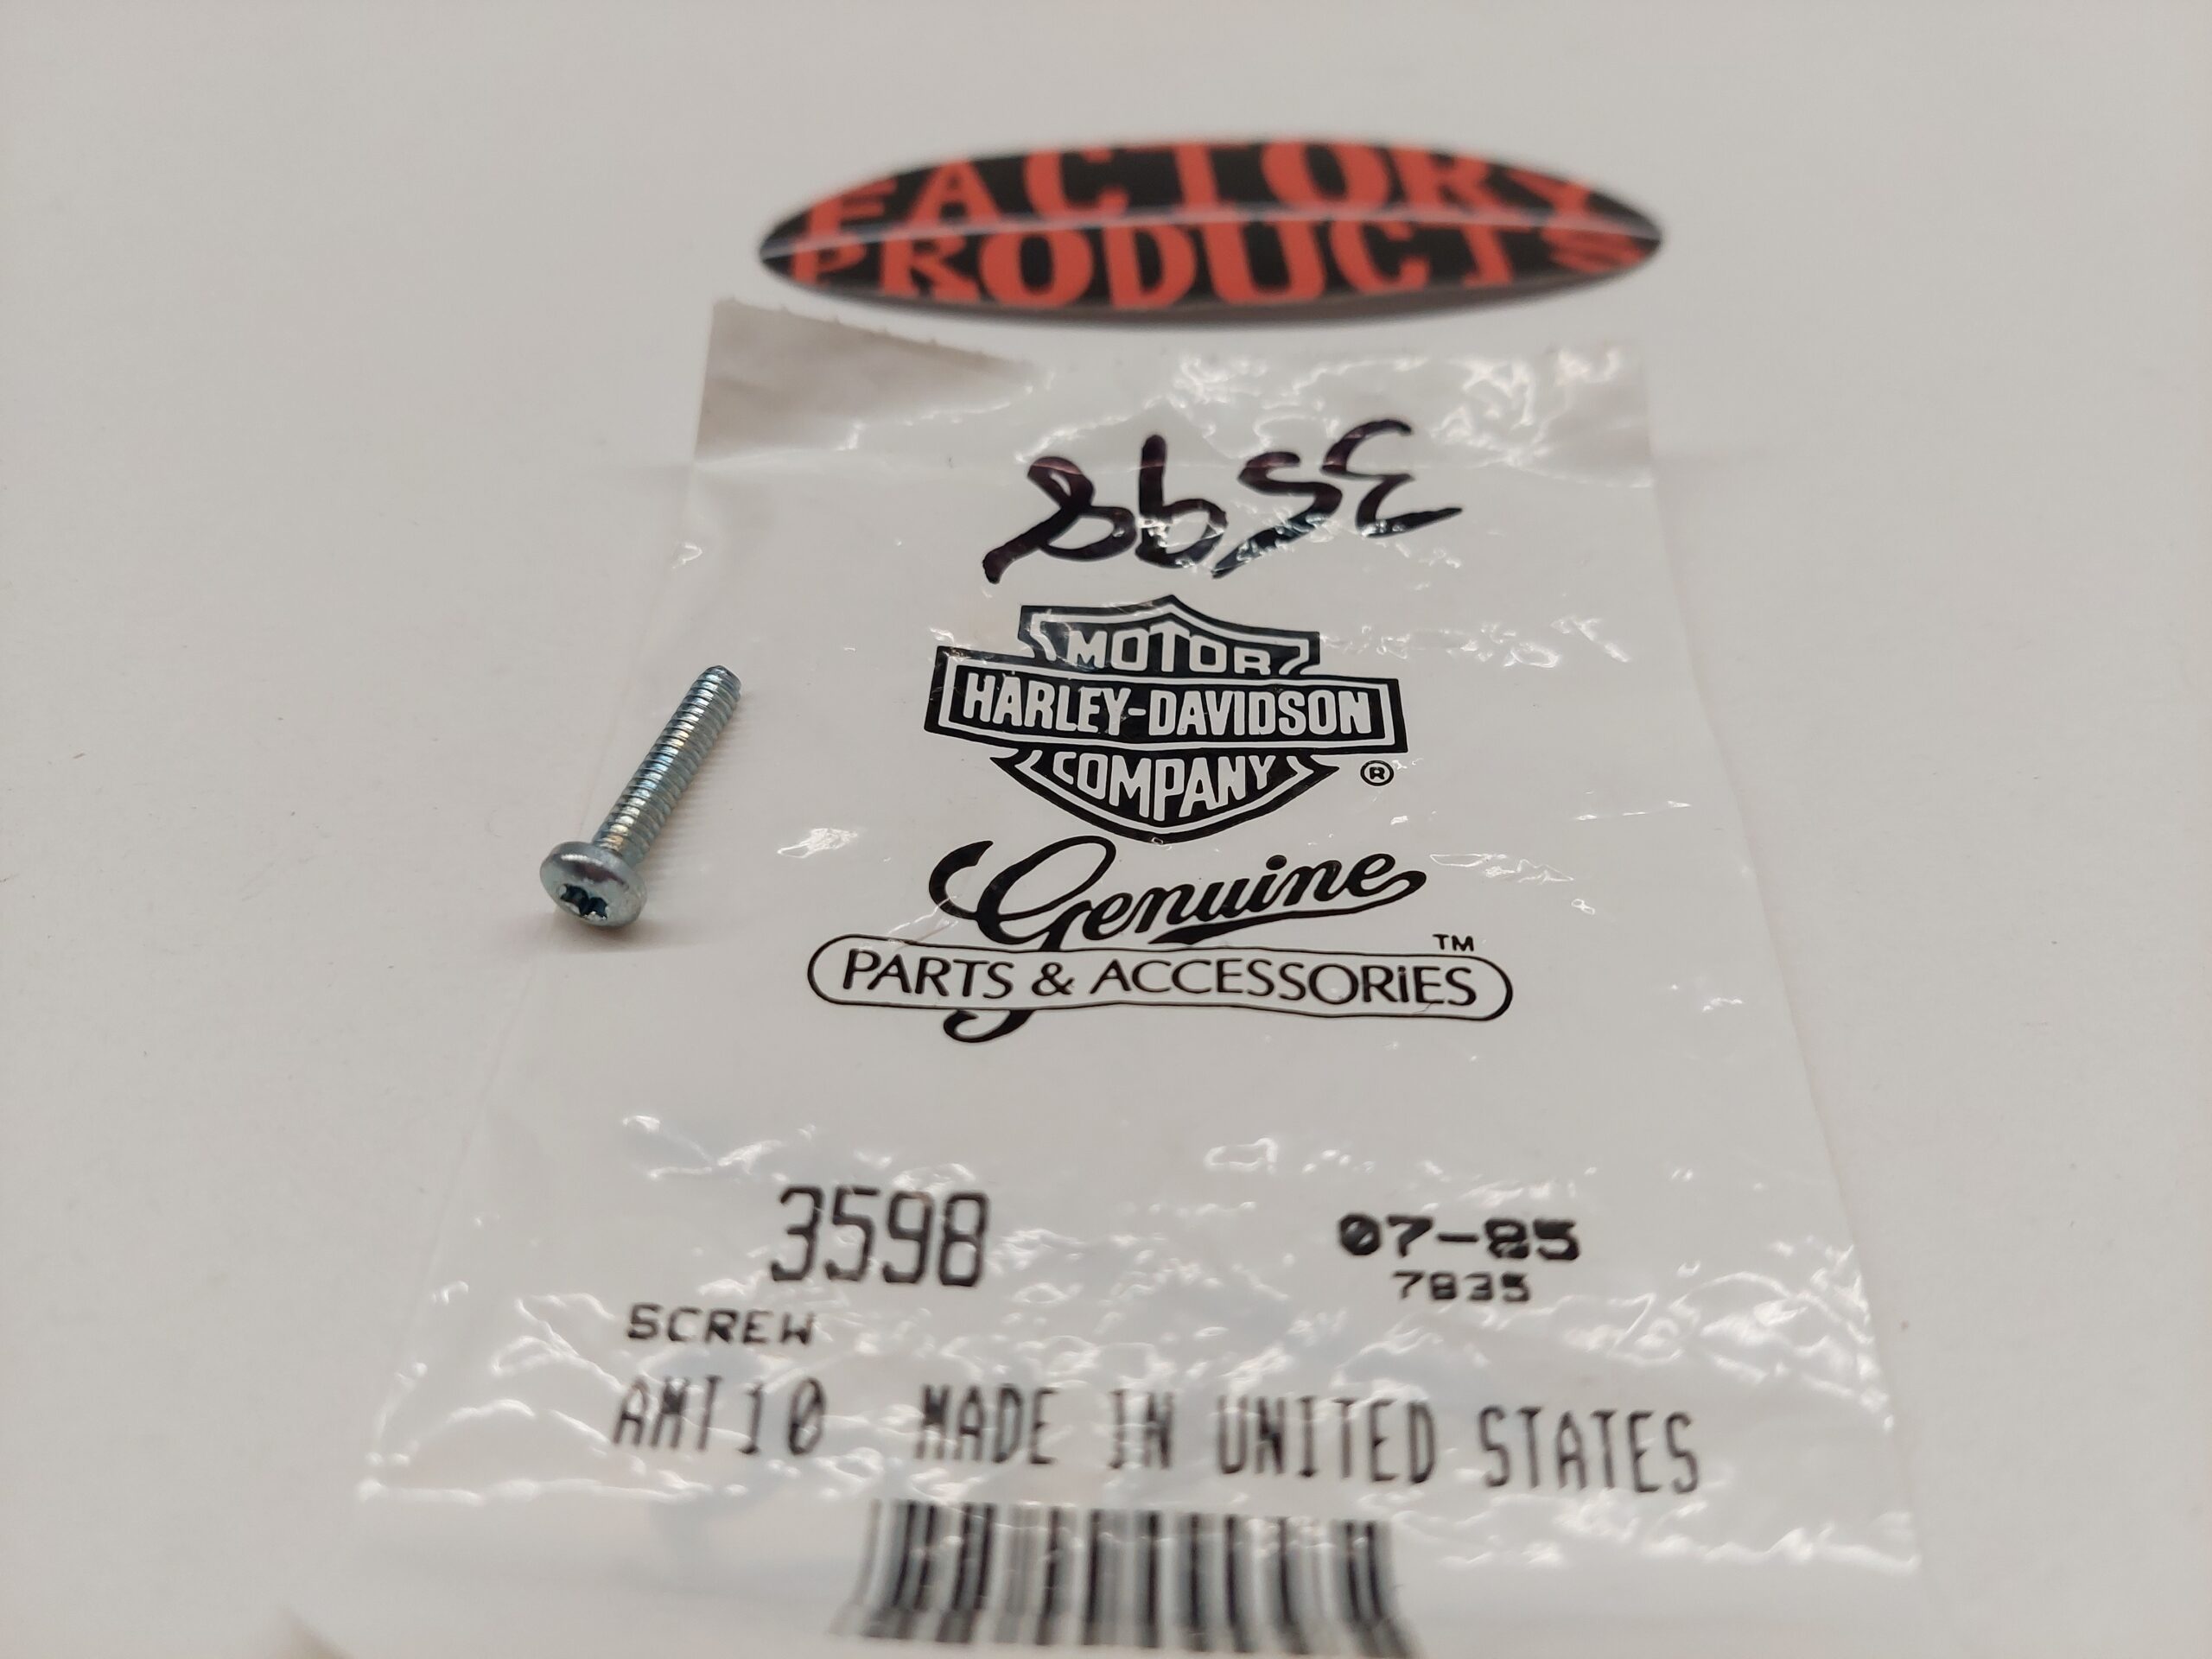 FACTORY
PRODUCTS
3598
MOTOR
HARLEY-DAVIDSON
COMPANY ®
Genuine
PARTS & ACCESSORIES ™
3598 07-85
7835
SCREW
AMT10 MADE IN UNITED STATES